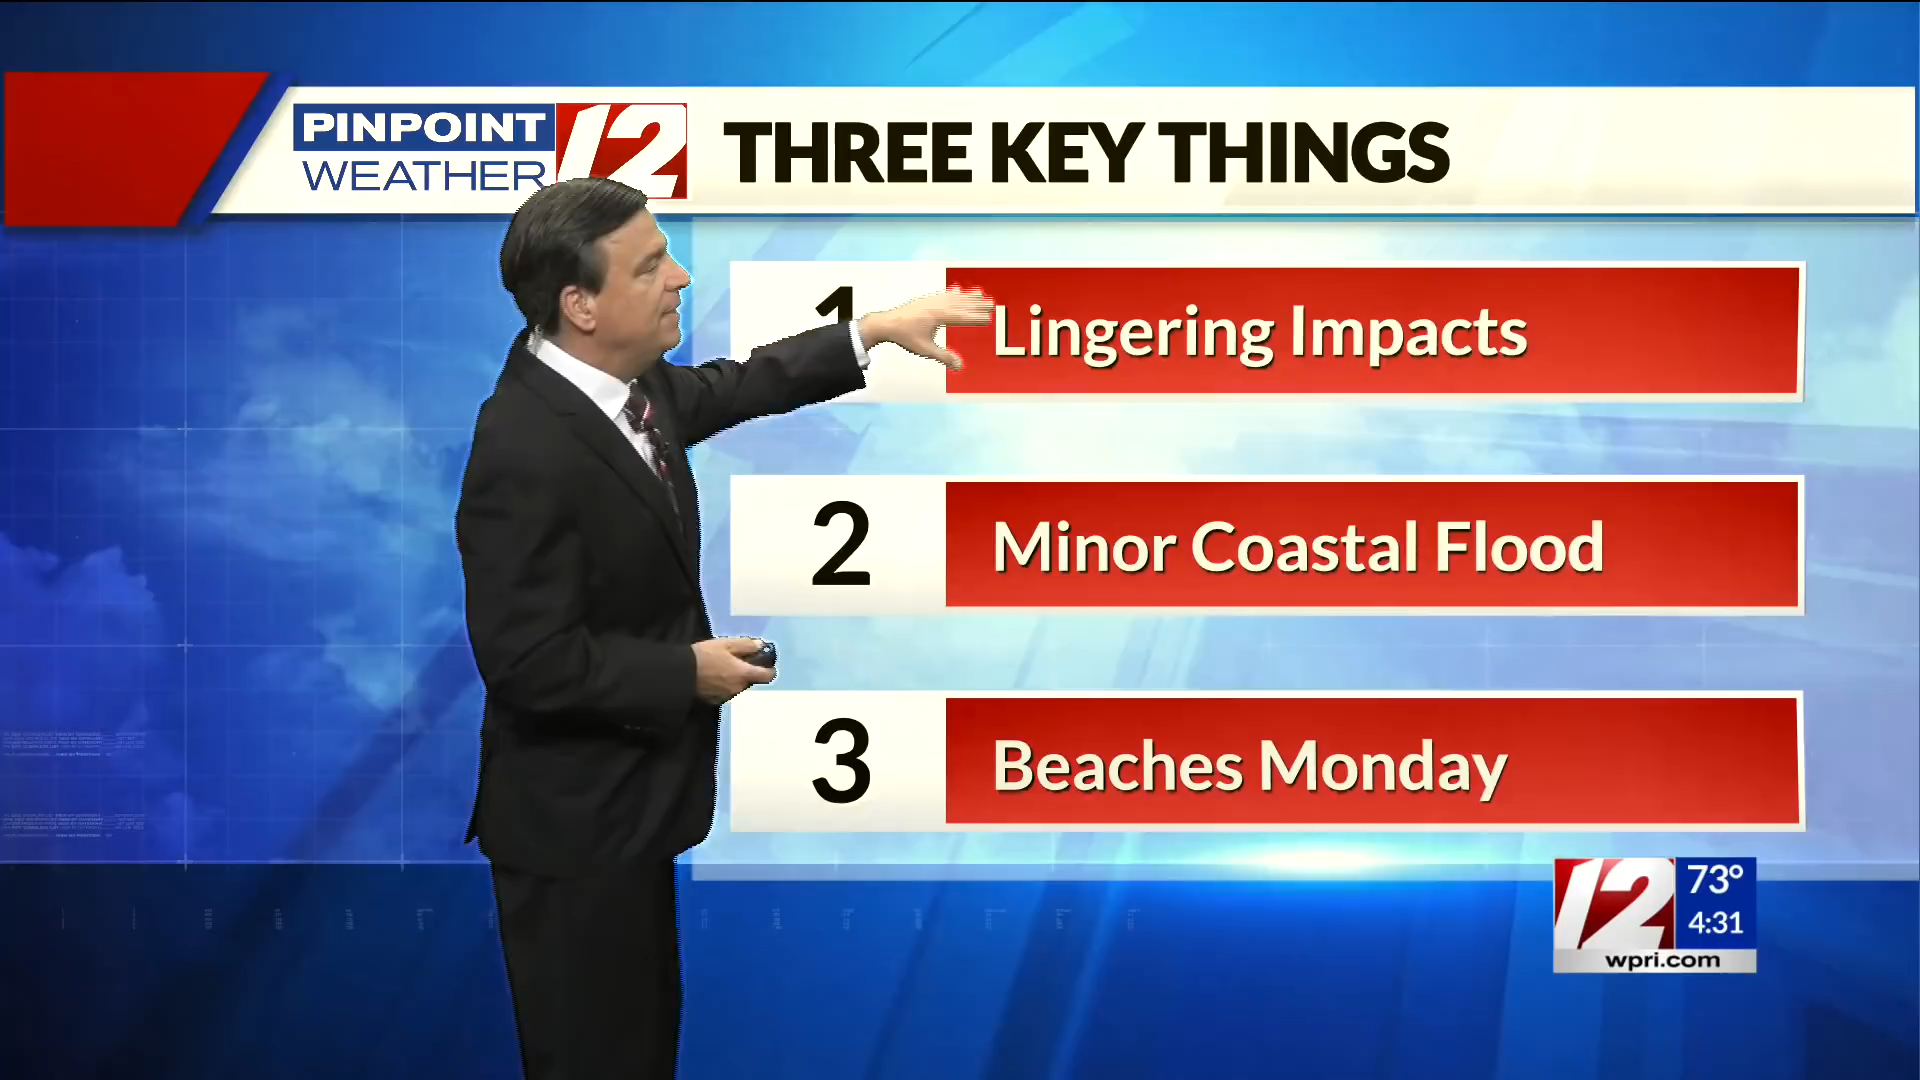 PINPOINT
WEATHER
12
THREE KEY THINGS
1
Lingering Impacts
2
Minor Coastal Flood
3
Beaches Monday
12
73°
4:31
wpri.com